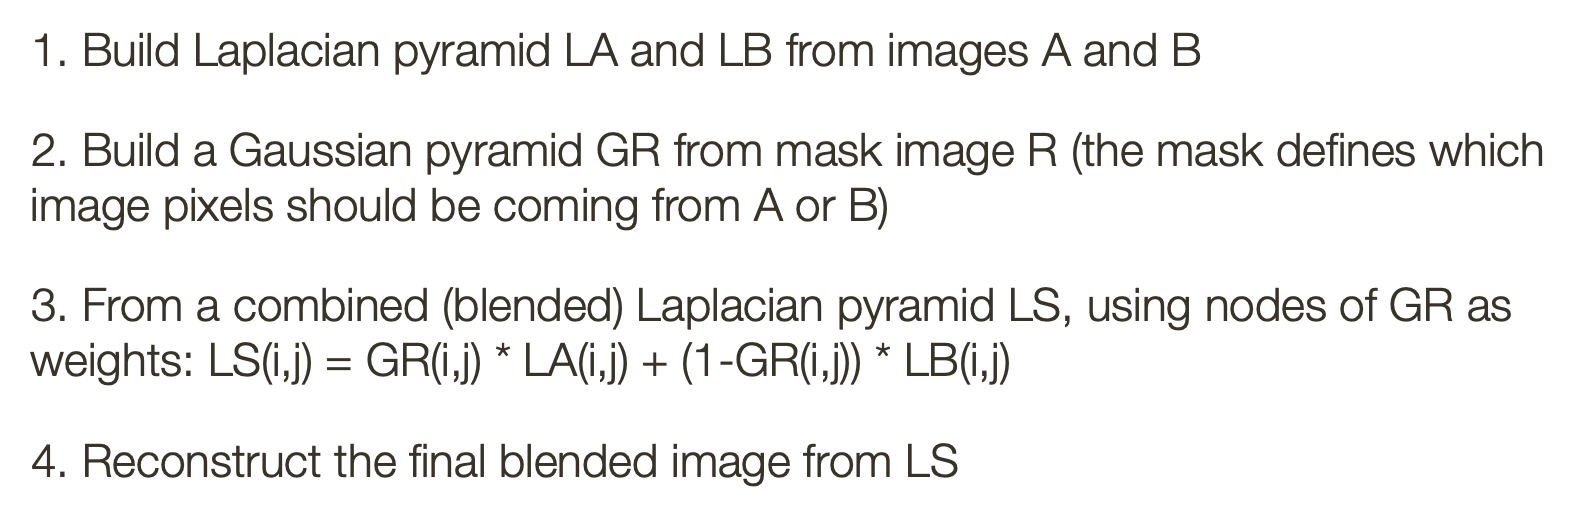 1. Build Laplacian pyramid LA and LB from images A and B
2. Build a Gaussian pyramid GR from mask image R (the mask defines which
image pixels should be coming from A or B)
3. From a combined (blended) Laplacian pyramid LS, using nodes of GR as
weights: LS(i,j) = GR(i,j) * LA(i,j) + (1-GR(i,j)) * LB(i,j)
4. Reconstruct the final blended image from LS